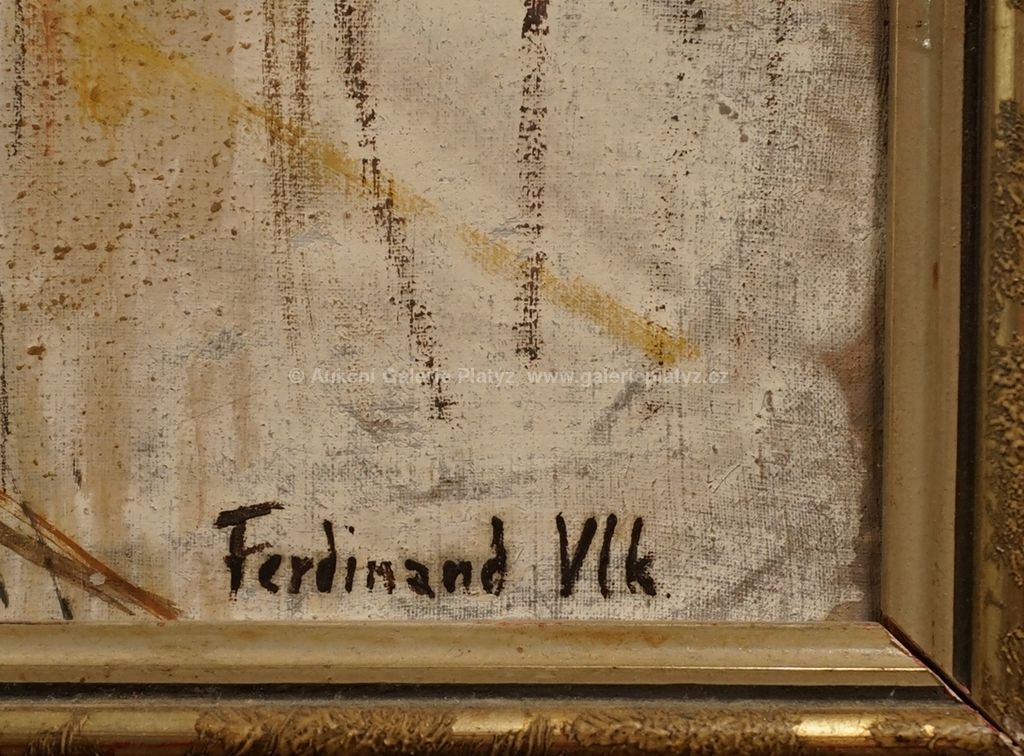 © Aukční Galerie Platýz, www.galerieplatyz.cz
Ferdinand Vlk.